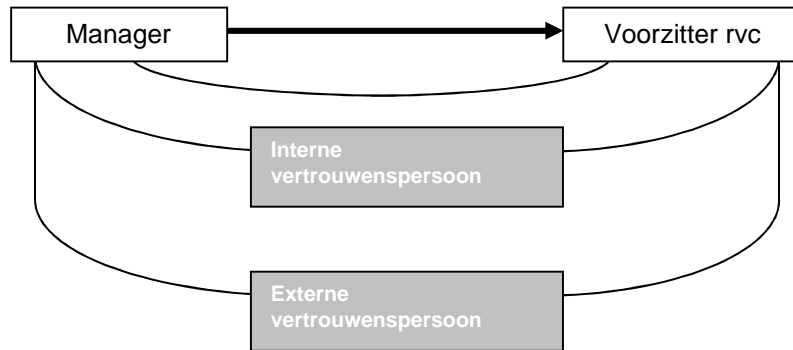 Manager
Voorzitter rvc
Interne
vertrouwenspersoon
Externe
vertrouwenspersoon